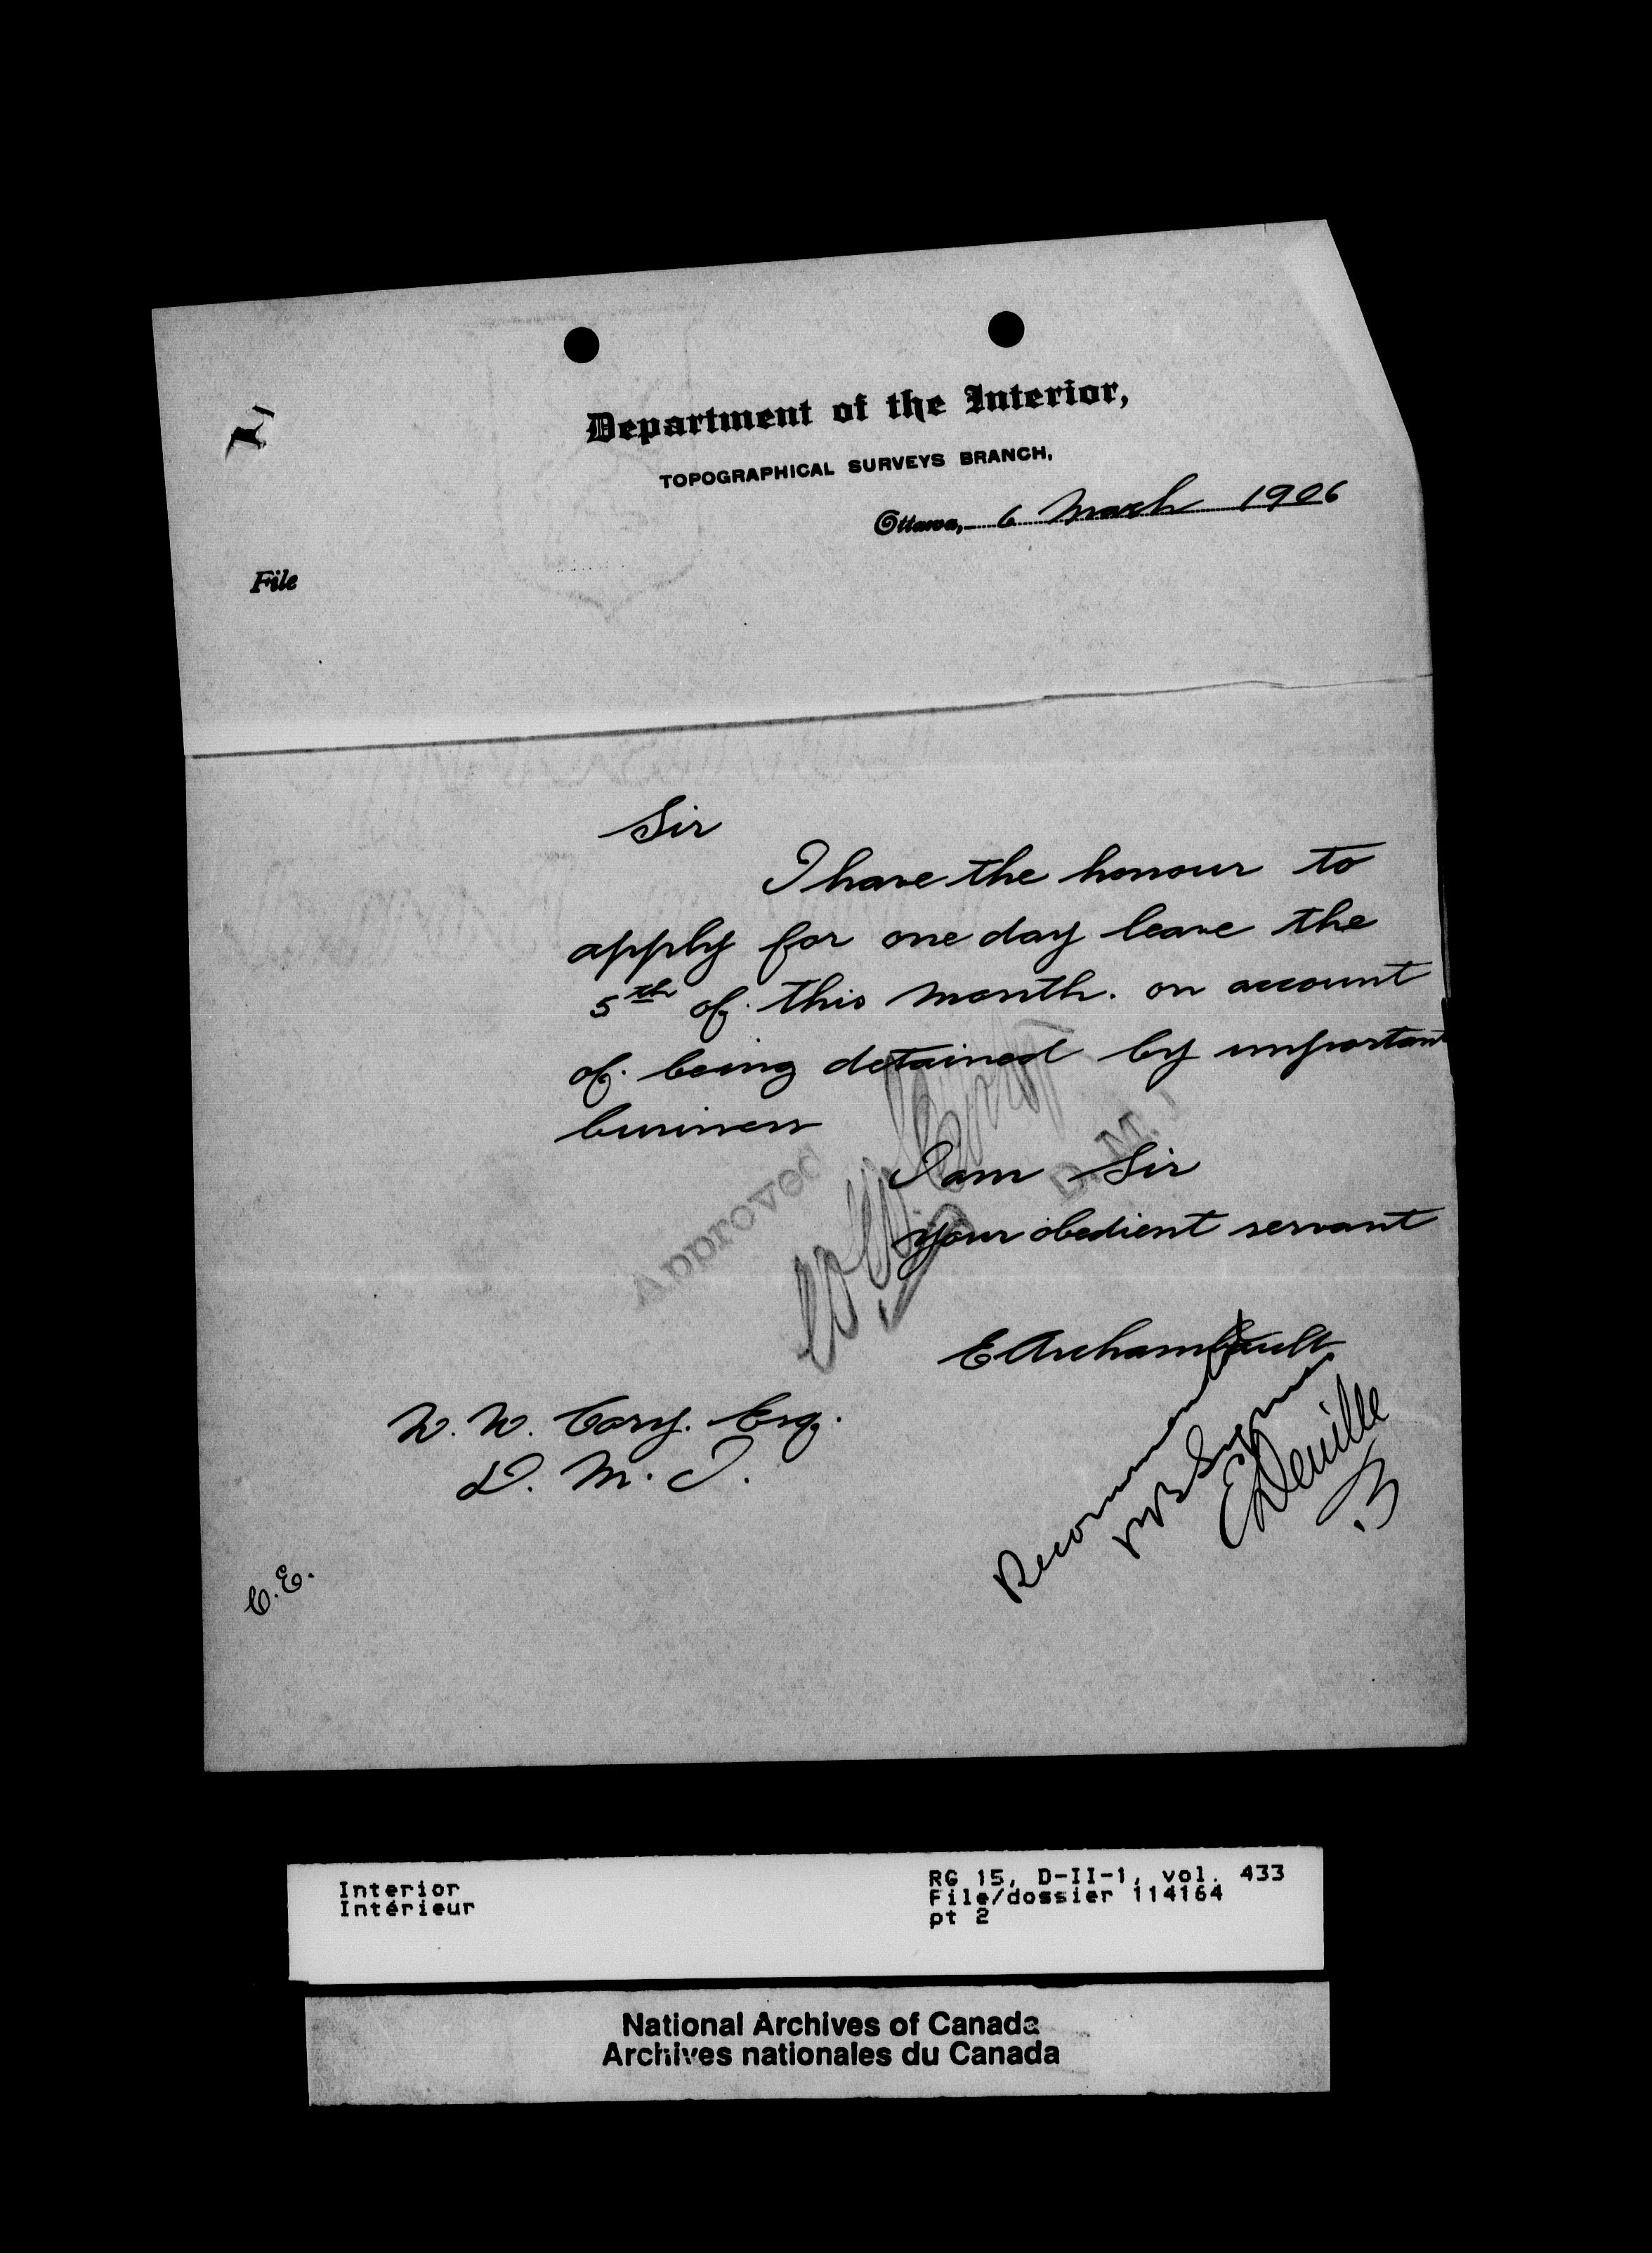 Department of the Interior,
TOPOGRAPHICAL SURVEYS BRANCH,
Ottawa, 6 March 1906
File
Sir
I have the honour to
apply for one day leave the
5th of this month. on account
of being detained by important
business
I am Sir
your obedient servant
Approved
D.M.I
E Archambault
W. W. Cory. Esq.
D. M. I.
Recommended
E Deville
C.E.
Interior
Intérieur
RG 15, D-II-1, vol. 433
File/dossier 114164
pt 2
National Archives of Canada
Archives nationales du Canada